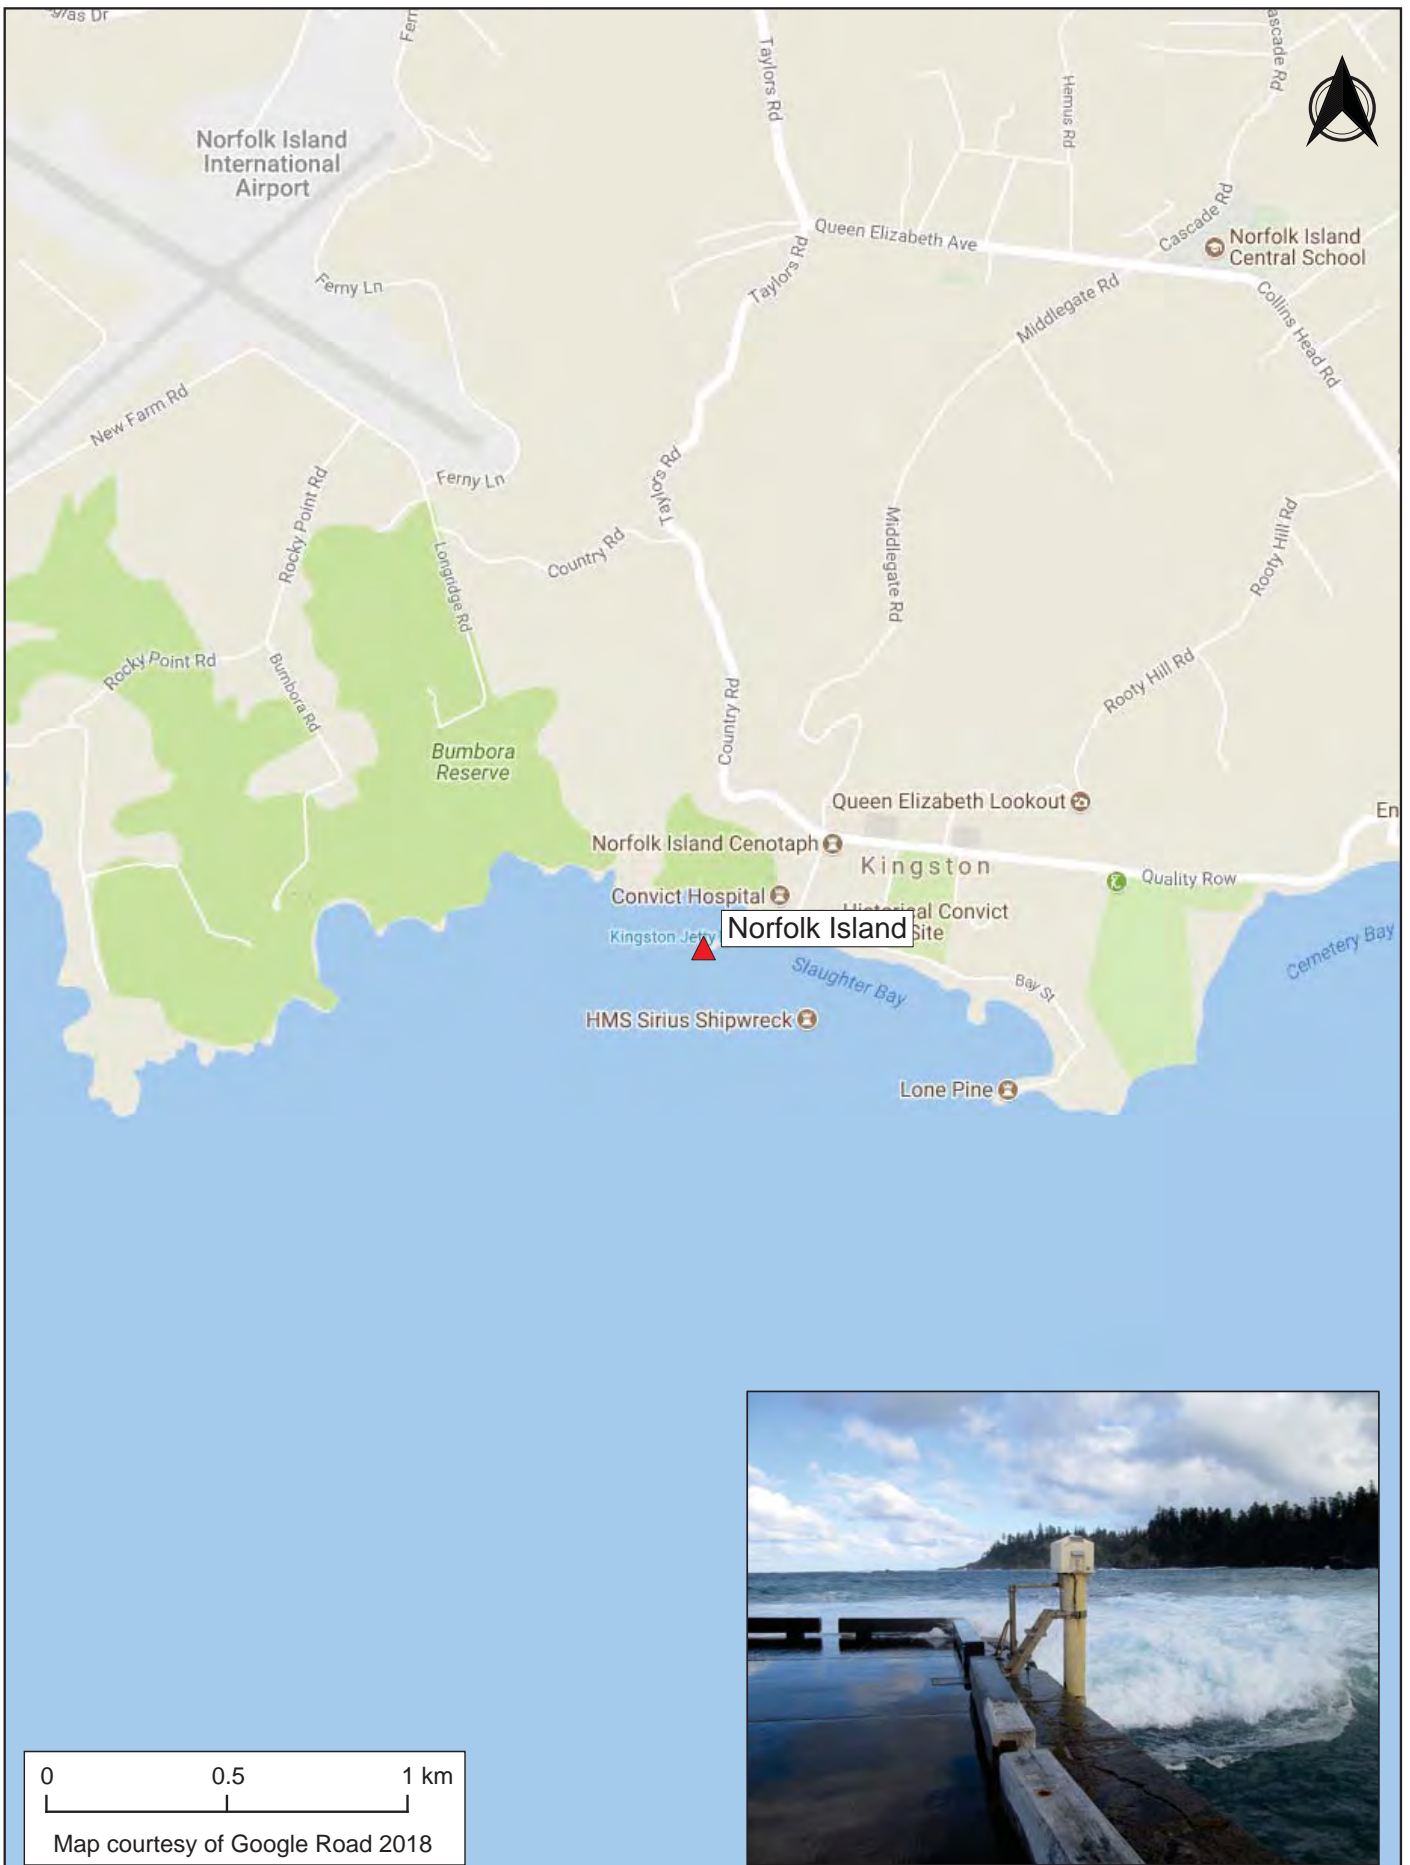 Taylors Rd
Hemus Rd
Norfolk Island
International
Airport
Cascade Rd
Queen Elizabeth Ave
Norfolk Island
Central School
Taylors Rd
Ferny Ln
Middlegate Rd
Collins Head Rd
New Farm Rd
Ferny Ln
Rocky Point Rd
Taylors Rd
Country Rd
Longridge Rd
Middlegate Rd
Rooty Hill Rd
Rocky Point Rd
Bumbora Rd
Rooty Hill Rd
Country Rd
Bumbora
Reserve
Queen Elizabeth Lookout
En
Norfolk Island Cenotaph
Kingston
Quality Row
Convict Hospital
Convict
Site
Norfolk Island
Kingston Jetty
Cemetery Bay
Slaughter Bay
Bay St
HMS Sirius Shipwreck
Lone Pine
0 0.5 1 km
Map courtesy of Google Road 2018